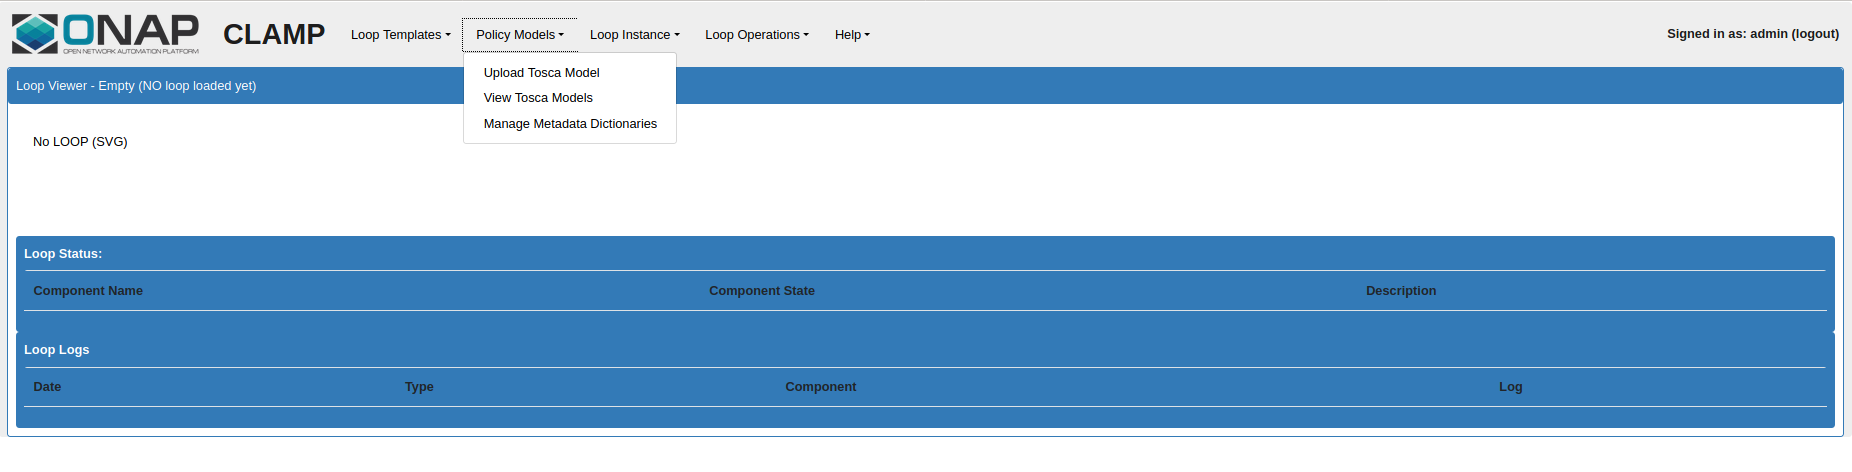 ONAP
OPEN NETWORK AUTOMATION PLATFORM
CLAMP
Loop Templates
Policy Models
Loop Instance
Loop Operations
Help
Signed in as: admin (logout)
Upload Tosca Model
View Tosca Models
Manage Metadata Dictionaries
Loop Viewer - Empty (NO loop loaded yet)
No LOOP (SVG)
Loop Status:
Component Name
Component State
Description
Loop Logs
Date
Type
Component
Log